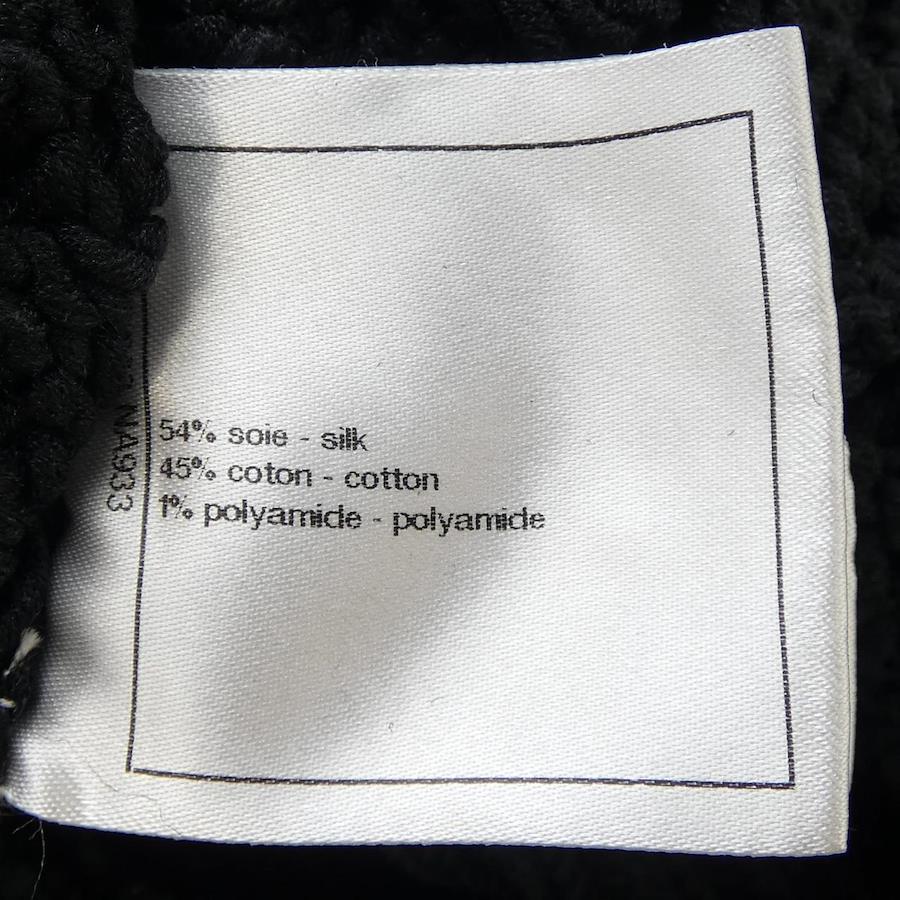 54% soie - silk
45% coton - cotton
1% polyamide - polyamide
NA933